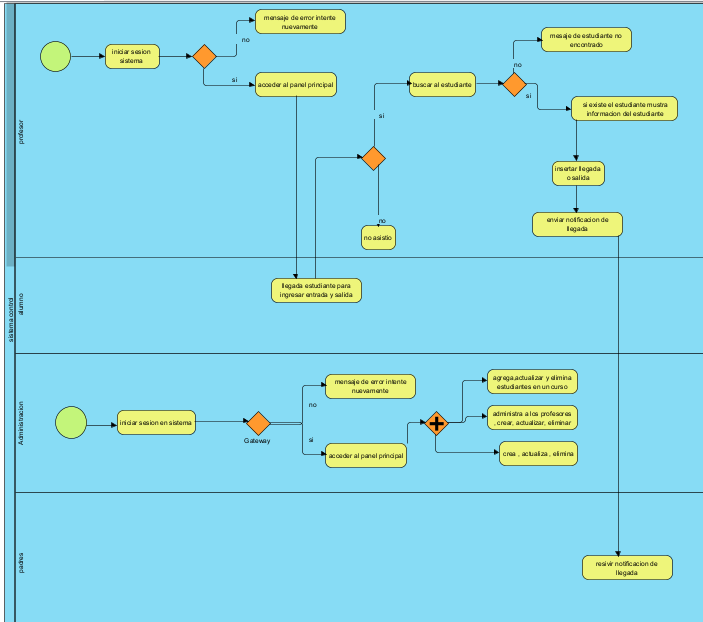 sistema control
profesor
iniciar sesion
sistema
no
mensaje de error intente
nuevamente
si
acceder al panel principal
si
no
no asistio
buscar al estudiante
no
mesaje de estudiante no
encontrado
si
si existe el estudiante mustra
informacion del estudiante
insertar llegada
o salida
enviar notificacion de
llegada
alumno
llegada estudiante para
ingresar entrada y salida
Administracion
iniciar sesion en sistema
Gateway
no
mensaje de error intente
nuevamente
si
acceder al panel principal
agrega,actualizar y elimina
estudiantes en un curso
administra a los profesores
, crear, actualizar, eliminar
crea , actualiza , elimina
padres
resivir notificacion de
llegada